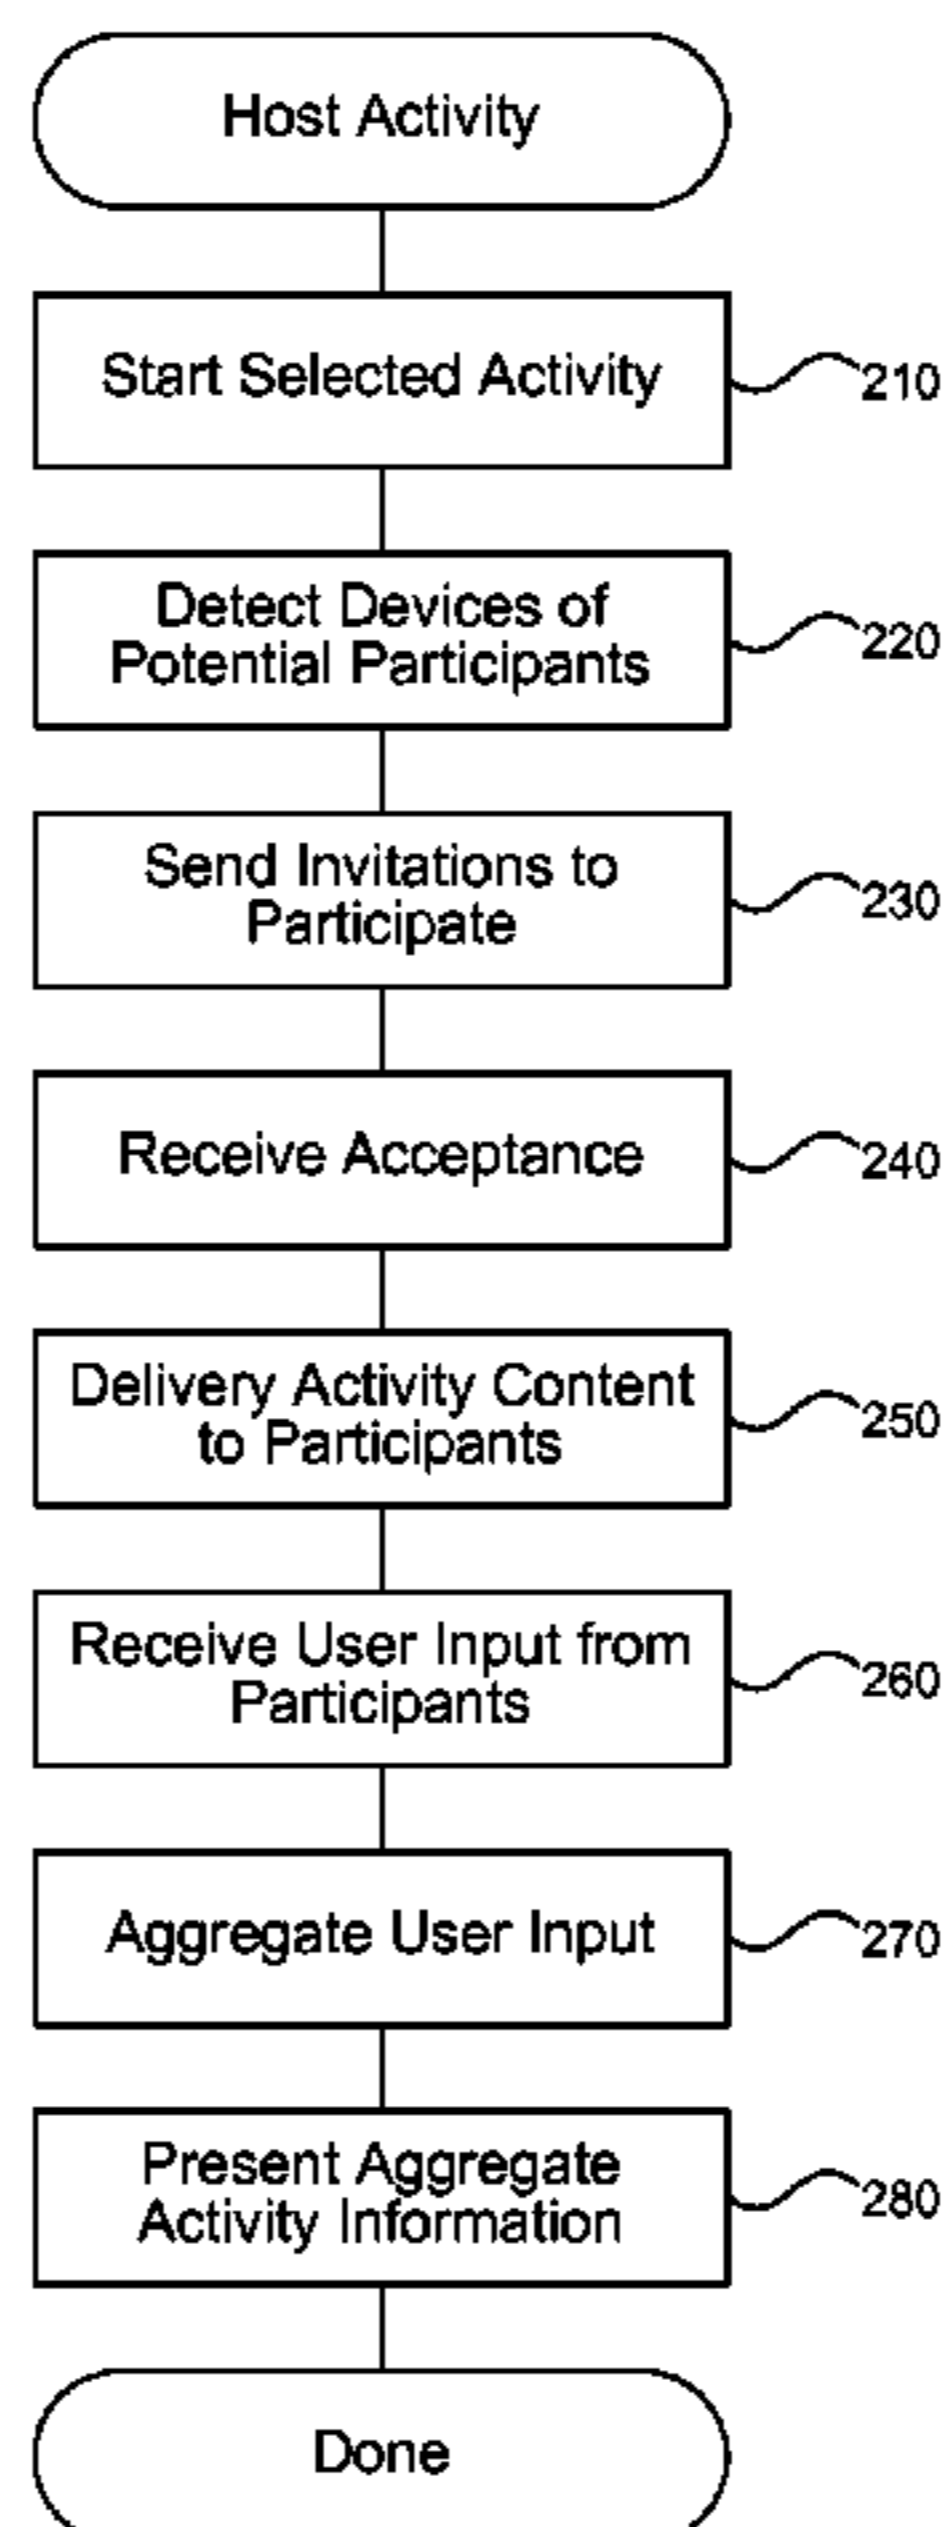 Host Activity
Start Selected Activity
210
Detect Devices of
Potential Participants
220
Send Invitations to
Participate
230
Receive Acceptance
240
Delivery Activity Content
to Participants
250
Receive User Input from
Participants
260
Aggregate User Input
270
Present Aggregate
Activity Information
280
Done